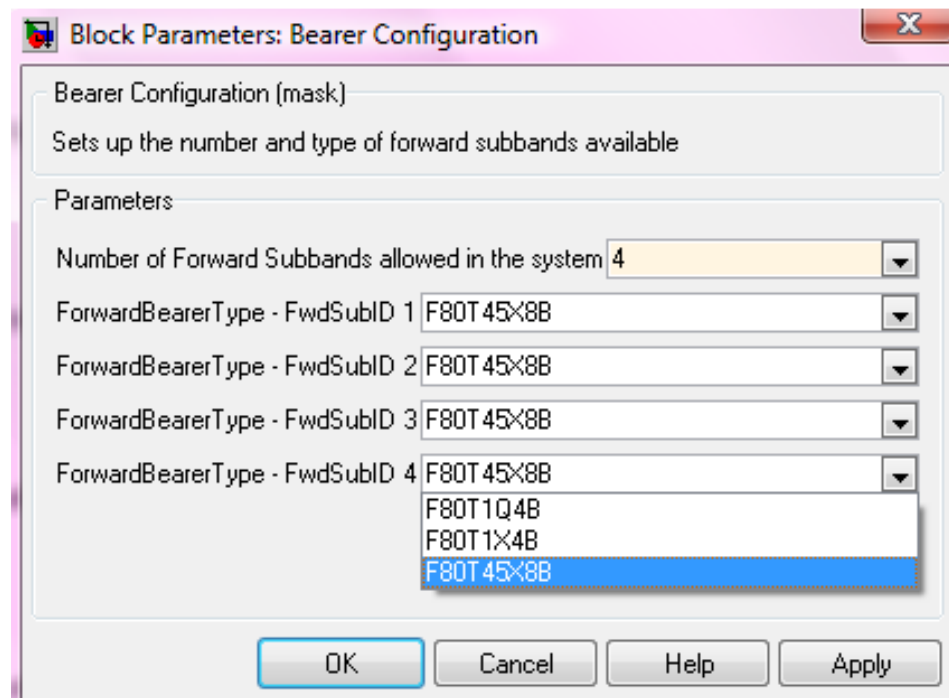 Block Parameters: Bearer Configuration
Bearer Configuration (mask)
Sets up the number and type of forward subbands available
Parameters
Number of Forward Subbands allowed in the system 4
ForwardBearerType - FwdSubID 1 F80T45X8B
ForwardBearerType - FwdSubID 2 F80T45X8B
ForwardBearerType - FwdSubID 3 F80T45X8B
ForwardBearerType - FwdSubID 4 F80T45X8B
F80T1Q4B
F80T1X4B
F80T45X8B
OK Cancel Help Apply